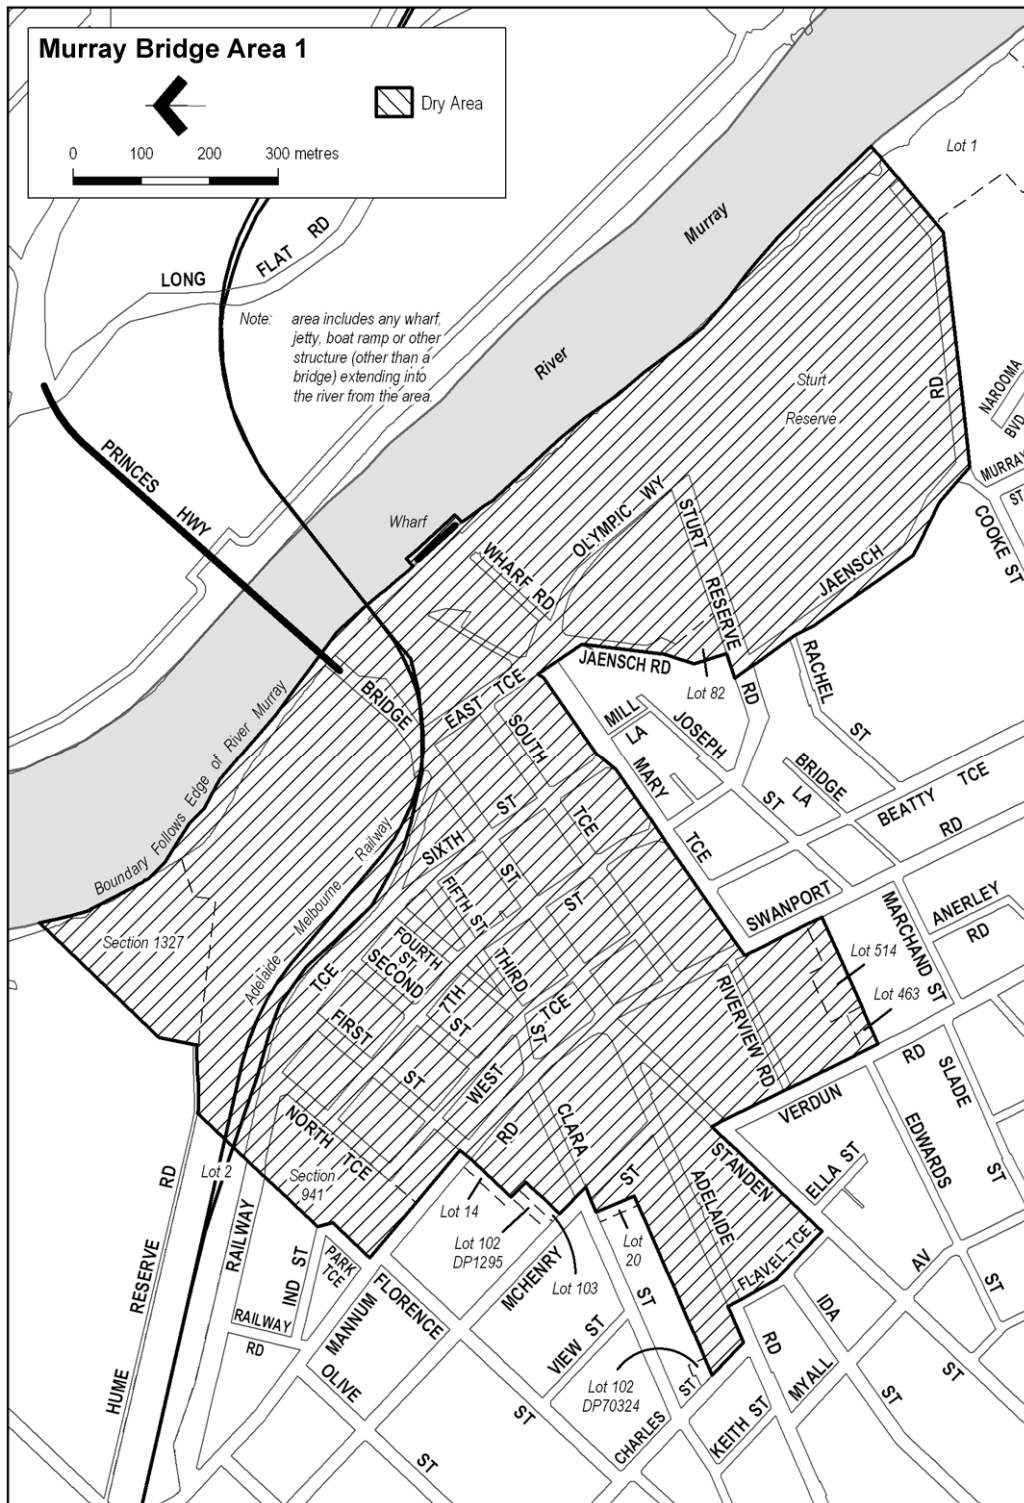 Murray Bridge Area 1
Dry Area
0 100 200 300 metres
Lot 1
LONG FLAT RD
Murray
River
Note: area includes any wharf,
jetty, boat ramp or other
structure (other than a
bridge) extending into
the river from the area.
Sturt
Reserve
RD
NAROOMA
BVD
MURRAY
ST
COOKE ST
PRINCES HWY
Wharf
OLYMPIC WY
STURT RESERVE RD
WHARF RD
JAENSCH
JAENSCH RD
Lot 82
RACHEL ST
BRIDGE
EAST TCE
SOUTH TCE
MILL LA
JOSEPH ST
MARY TCE
BRIDGE LA
BEATTY TCE
Boundary Follows Edge of River Murray
Adelaide Melbourne Railway
SIXTH ST
FIFTH ST
FOURTH ST
SECOND ST
THIRD ST
7TH ST
FIRST ST
TCE
WEST TCE
SWANPORT RD
MARCHAND ST
ANERLEY RD
Section 1327
Lot 514
Lot 463
RIVERVIEW RD
VERDUN RD
SLADE ST
EDWARDS AV
ELLA ST
STANDEN ST
CLARA ST
ADELAIDE RD
FLAVEL TCE
NORTH TCE
Section
941
Lot 2
Lot 14
Lot 102
DP1295
Lot 103
Lot
20
MCHENRY
RD
HUME RESERVE RD
RAILWAY
IND ST
PARK
TCE
RAILWAY
RD
MANNUM
FLORENCE ST
OLIVE ST
VIEW ST
Lot 102
DP70324
CHARLES ST
KEITH ST
MYALL
IDA ST
ST